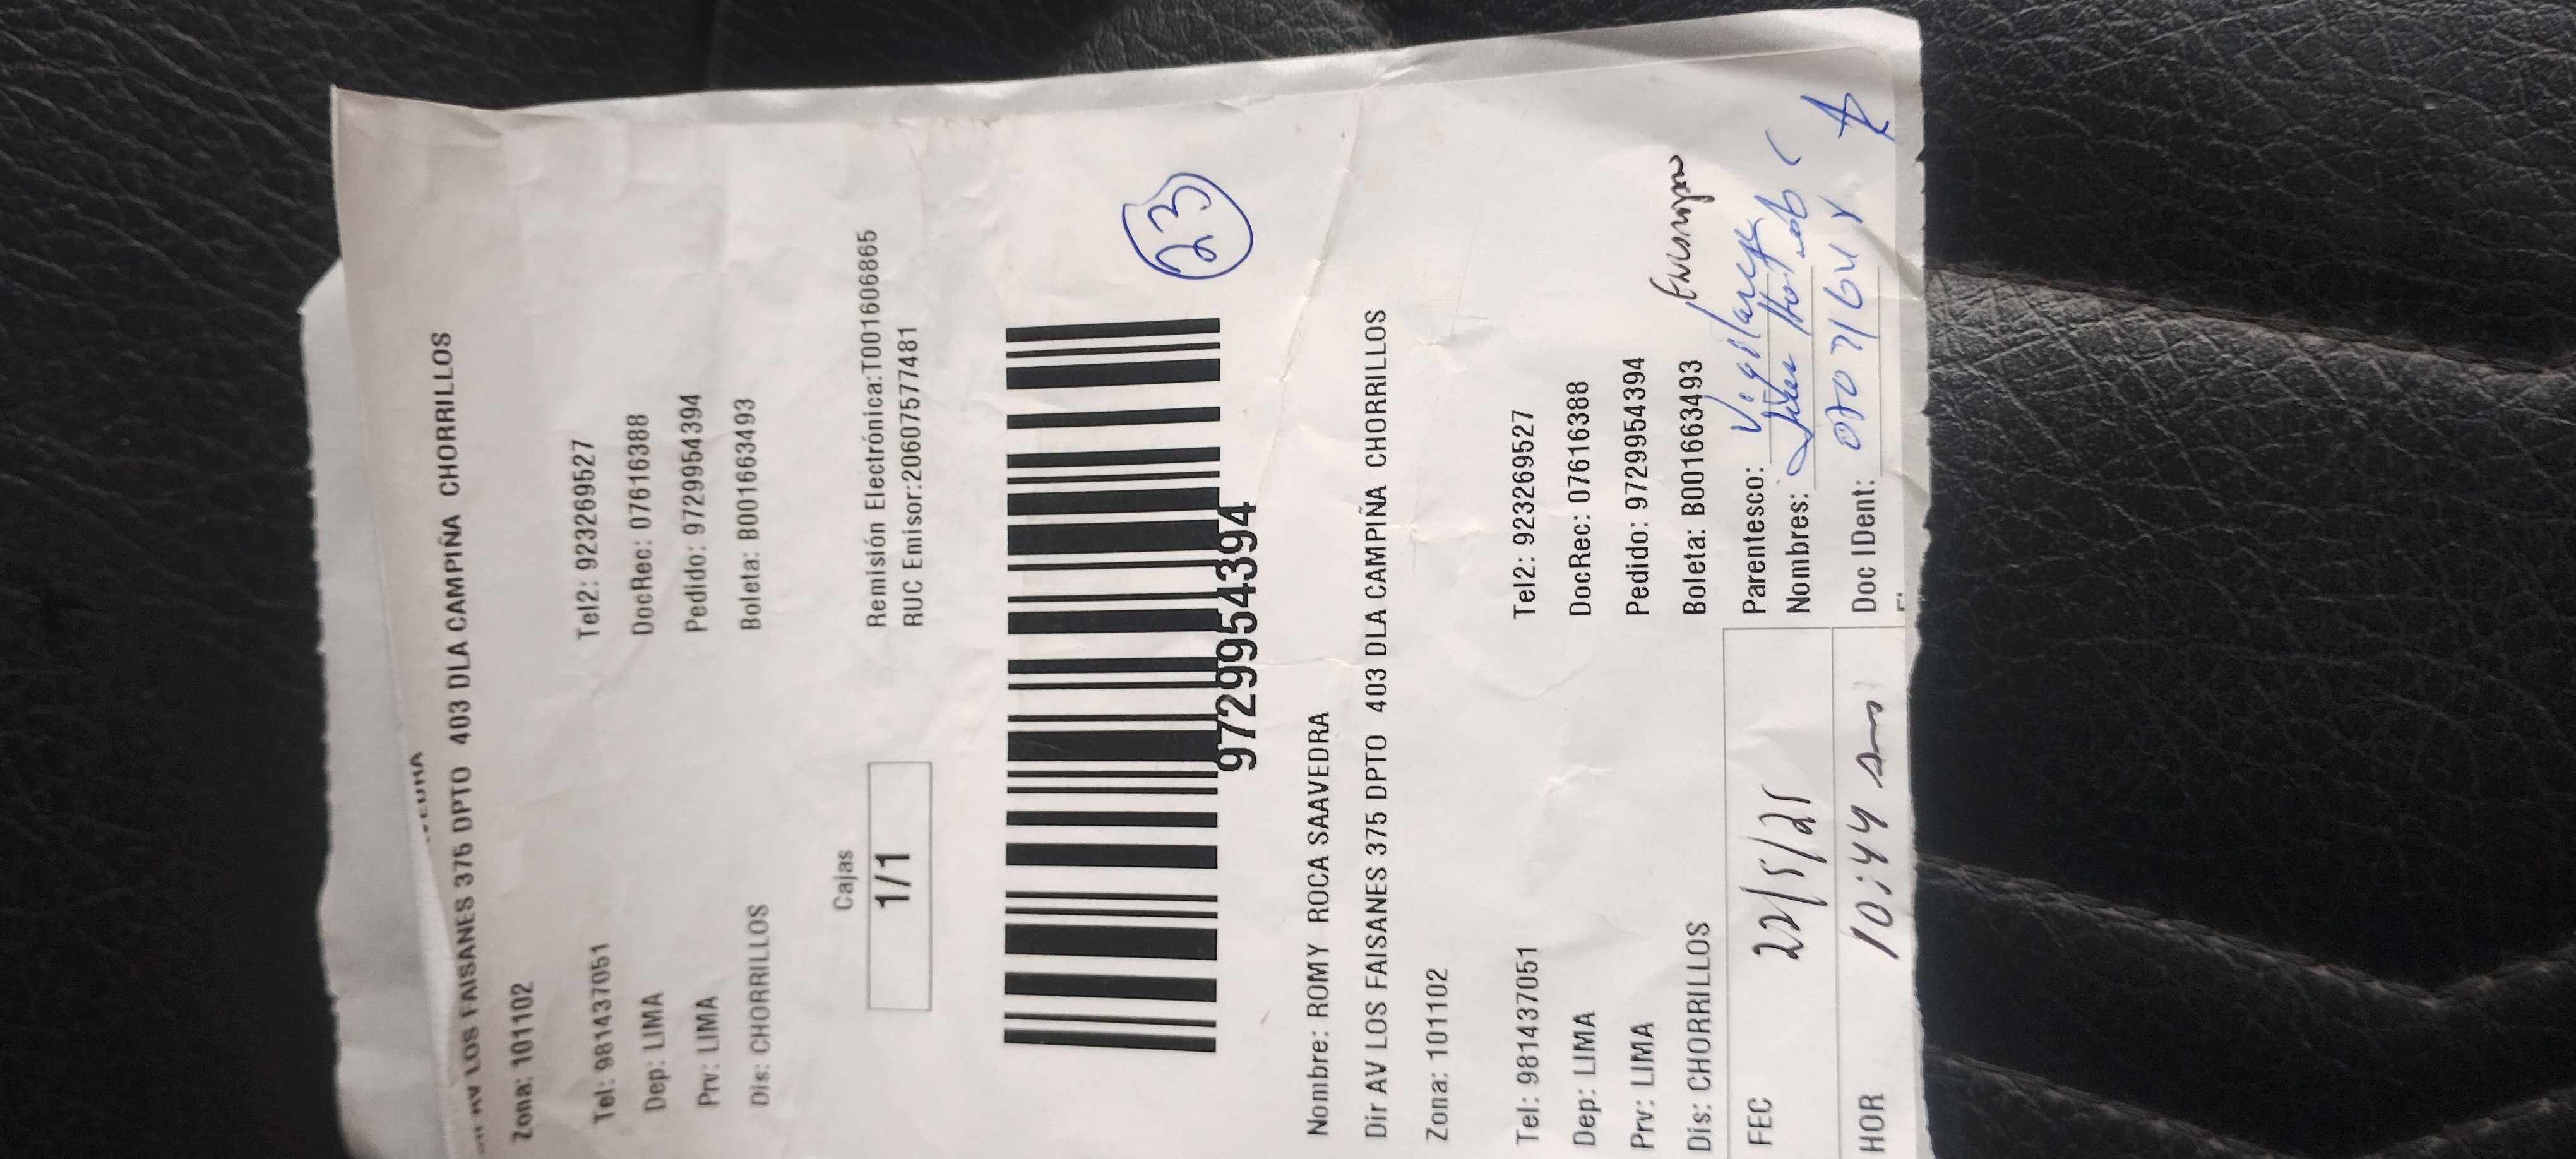 AV LOS FAISANES 375 DPTO 403 DLA CAMPIÑA CHORRILLOS
Zona: 101102
Tel: 981437051 Tel2: 923269527
Dep: LIMA DocRec: 07616388
Prv: LIMA Pedido: 9729954394
Dis: CHORRILLOS Boleta: B001663493
Cajas
1/1
Remisión Electrónica:T001606865
RUC Emisor:20607577481
9729954394
23
Nombre: ROMY ROCA SAAVEDRA
Dir AV LOS FAISANES 375 DPTO 403 DLA CAMPIÑA CHORRILLOS
Zona: 101102
Tel: 981437051 Tel2: 923269527
Dep: LIMA DocRec: 07616388
Prv: LIMA Pedido: 9729954394
Dis: CHORRILLOS Boleta: B001663493
FEC 22/5/25 Parentesco:
Nombres:
HOR 10:44 am Doc IDent: